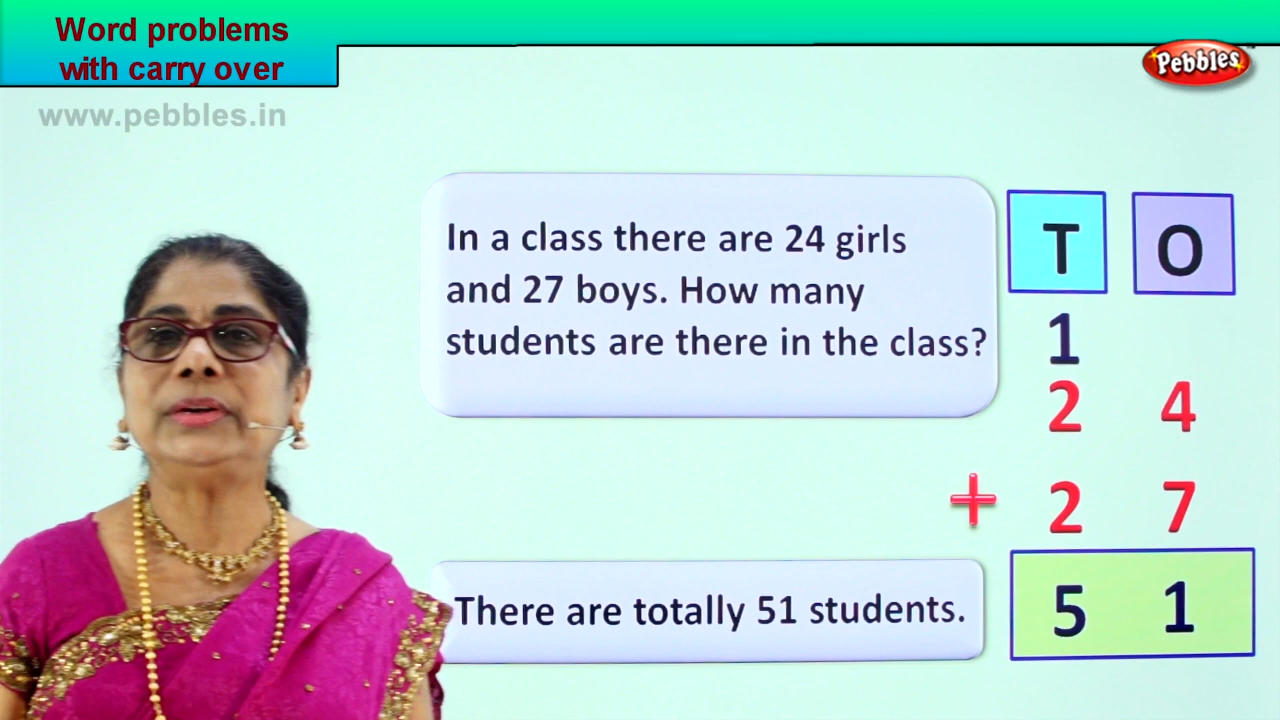 Word problems
with carry over
Pebbles
www.pebbles.in
In a class there are 24 girls
and 27 boys. How many
students are there in the class?
T O
1
2 4
+ 2 7
5 1
There are totally 51 students.